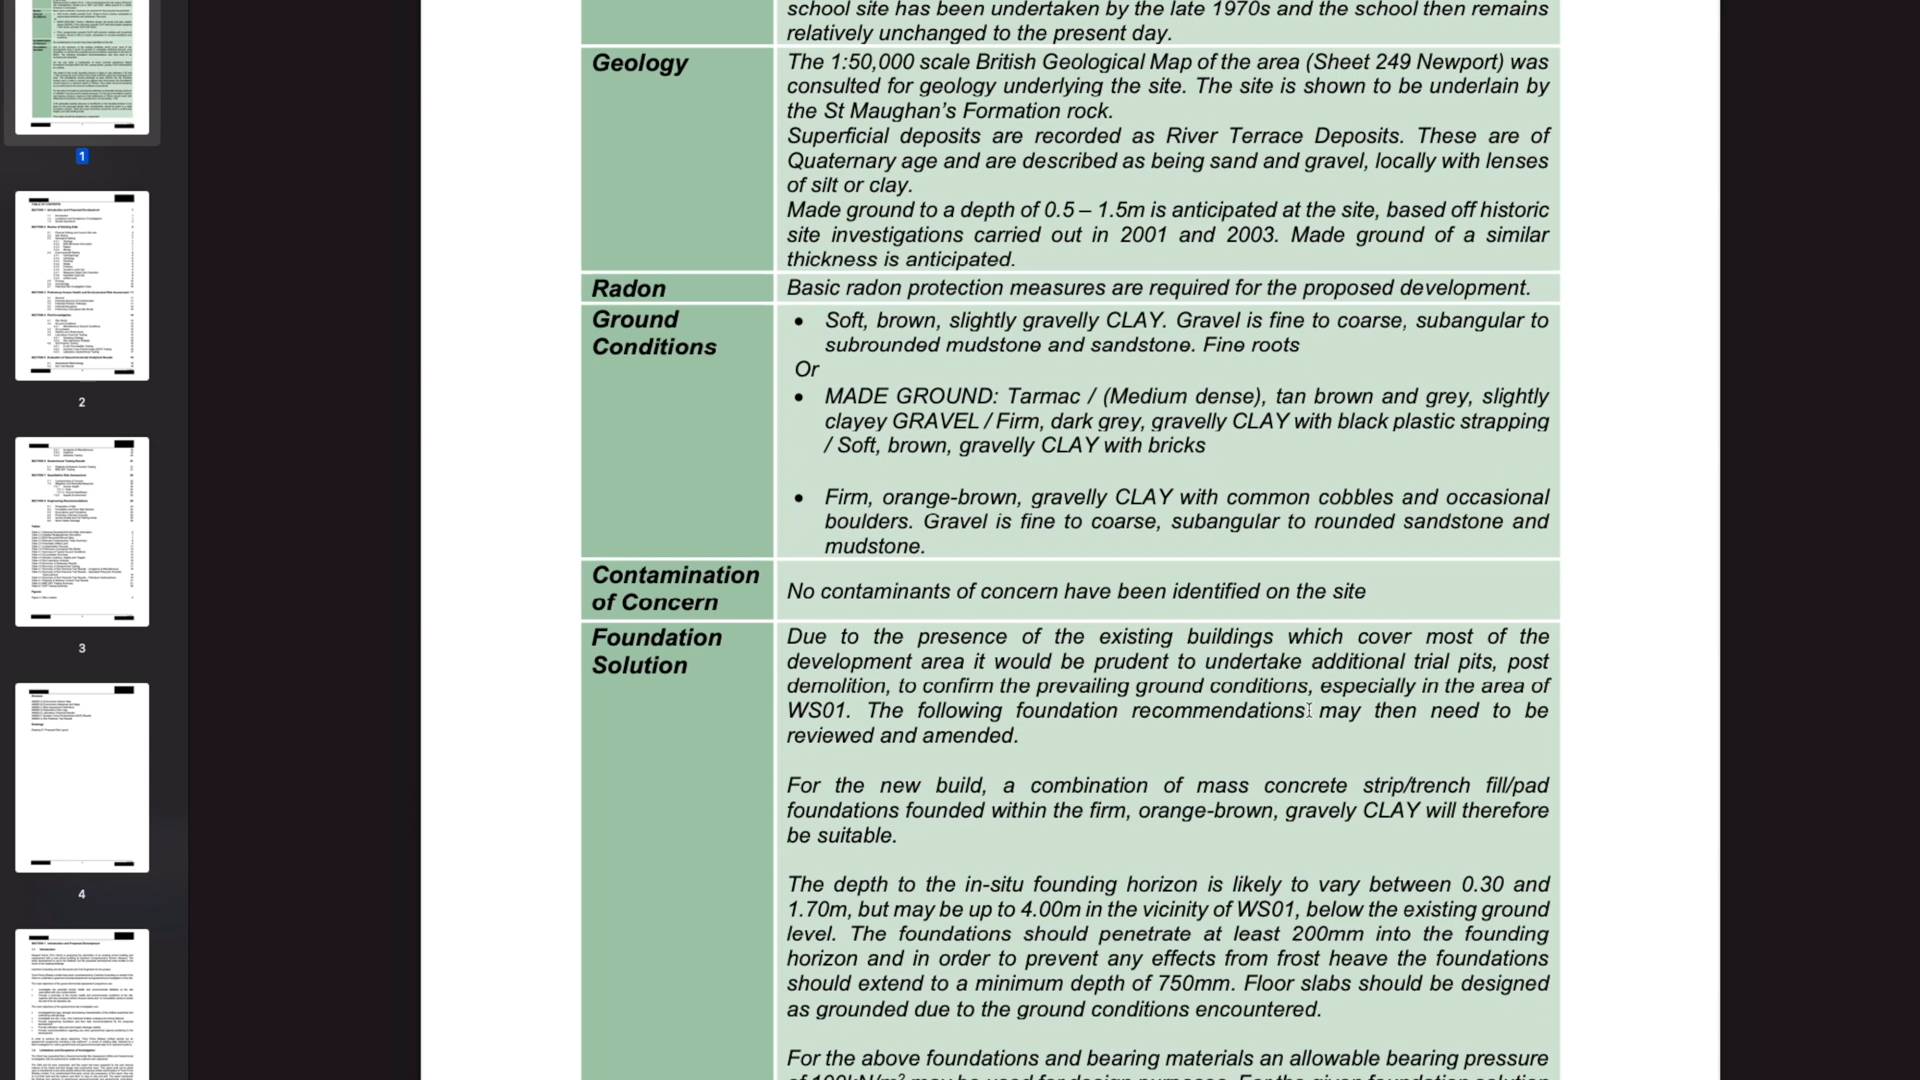 school site has been undertaken by the late 1970s and the school then remains
relatively unchanged to the present day.
Geology
The 1:50,000 scale British Geological Map of the area (Sheet 249 Newport) was
consulted for geology underlying the site. The site is shown to be underlain by
the St Maughan's Formation rock.
Superficial deposits are recorded as River Terrace Deposits. These are of
Quaternary age and are described as being sand and gravel, locally with lenses
of silt or clay.
Made ground to a depth of 0.5 – 1.5m is anticipated at the site, based off historic
site investigations carried out in 2001 and 2003. Made ground of a similar
thickness is anticipated.
Radon
Basic radon protection measures are required for the proposed development.
Ground
Conditions
• Soft, brown, slightly gravelly CLAY. Gravel is fine to coarse, subangular to
subrounded mudstone and sandstone. Fine roots
Or
• MADE GROUND: Tarmac / (Medium dense), tan brown and grey, slightly
clayey GRAVEL / Firm, dark grey, gravelly CLAY with black plastic strapping
/ Soft, brown, gravelly CLAY with bricks
• Firm, orange-brown, gravelly CLAY with common cobbles and occasional
boulders. Gravel is fine to coarse, subangular to rounded sandstone and
mudstone.
Contamination
of Concern
No contaminants of concern have been identified on the site
Foundation
Solution
Due to the presence of the existing buildings which cover most of the
development area it would be prudent to undertake additional trial pits, post
demolition, to confirm the prevailing ground conditions, especially in the area of
WS01. The following foundation recommendations may then need to be
reviewed and amended.
For the new build, a combination of mass concrete strip/trench fill/pad
foundations founded within the firm, orange-brown, gravely CLAY will therefore
be suitable.
The depth to the in-situ founding horizon is likely to vary between 0.30 and
1.70m, but may be up to 4.00m in the vicinity of WS01, below the existing ground
level. The foundations should penetrate at least 200mm into the founding
horizon and in order to prevent any effects from frost heave the foundations
should extend to a minimum depth of 750mm. Floor slabs should be designed
as grounded due to the ground conditions encountered.
For the above foundations and bearing materials an allowable bearing pressure
of 100kN/m² may be used for design purposes. For the given foundation solution
1
2
3
4